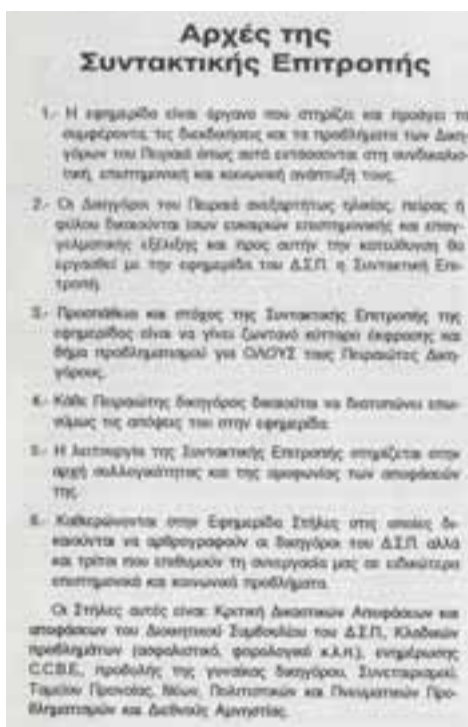 Αρχές της
Συντακτικής Επιτροπής
1.- Η εφημερίδα είναι όργανο που στηρίζει και προάγει τα
συμφέροντα, τις διεκδικήσεις και τα προβλήματα των Δικη-
γόρων του Πειραιά όπως αυτά εντάσσονται στη συνδικαλισ-
τική, επιστημονική και κοινωνική ανάπτυξή τους.
2.- Οι Δικηγόροι του Πειραιά ανεξαρτήτως ηλικίας, πείρας ή
φύλου δικαιούνται ίσων ευκαιριών επιστημονικής και επαγ-
γελματικής εξέλιξης και προς αυτήν την κατεύθυνση θα
εργασθεί με την εφημερίδα του Δ.Σ.Π. η Συντακτική Επι-
τροπή.
3.- Προσπάθεια και στόχος της Συντακτικής Επιτροπής της
εφημερίδας είναι να γίνει ζωντανό κύτταρο έκφρασης και
βήμα προβληματισμού για ΟΛΟΥΣ τους Πειραιώτες Δικη-
γόρους.
4.- Κάθε Πειραιώτης δικηγόρος δικαιούται να διατυπώνει επω-
νύμως τις απόψεις του στην εφημερίδα.
5.- Η λειτουργία της Συντακτικής Επιτροπής στηρίζεται στην
αρχή συλλογικότητας και της ομοφωνίας των αποφάσεών
της.
6.- Καθιερώνονται στην Εφημερίδα Στήλες στις οποίες δι-
καιούνται να αρθρογραφούν οι δικηγόροι του Δ.Σ.Π. αλλά
και τρίτοι που επιθυμούν τη συνεργασία μας σε ειδικώτερα
επιστημονικά και κοινωνικά προβλήματα.
Οι Στήλες αυτές είναι: Κριτική Δικαστικών Αποφάσεων και
αποφάσεων του Διοικητικού Συμβουλίου του Δ.Σ.Π., Κλαδικών
προβλημάτων (ασφαλιστικό, φορολογικό κ.λ.π.), ενημέρωσης
C.C.B.E., προβολής της γυναίκας δικηγόρου, Συνεταιρισμού,
Ταμείου Προνοίας, Νέων, Πολιτιστικών και Πνευματικών Προ-
βληματισμών και Διεθνούς Αμνηστίας.